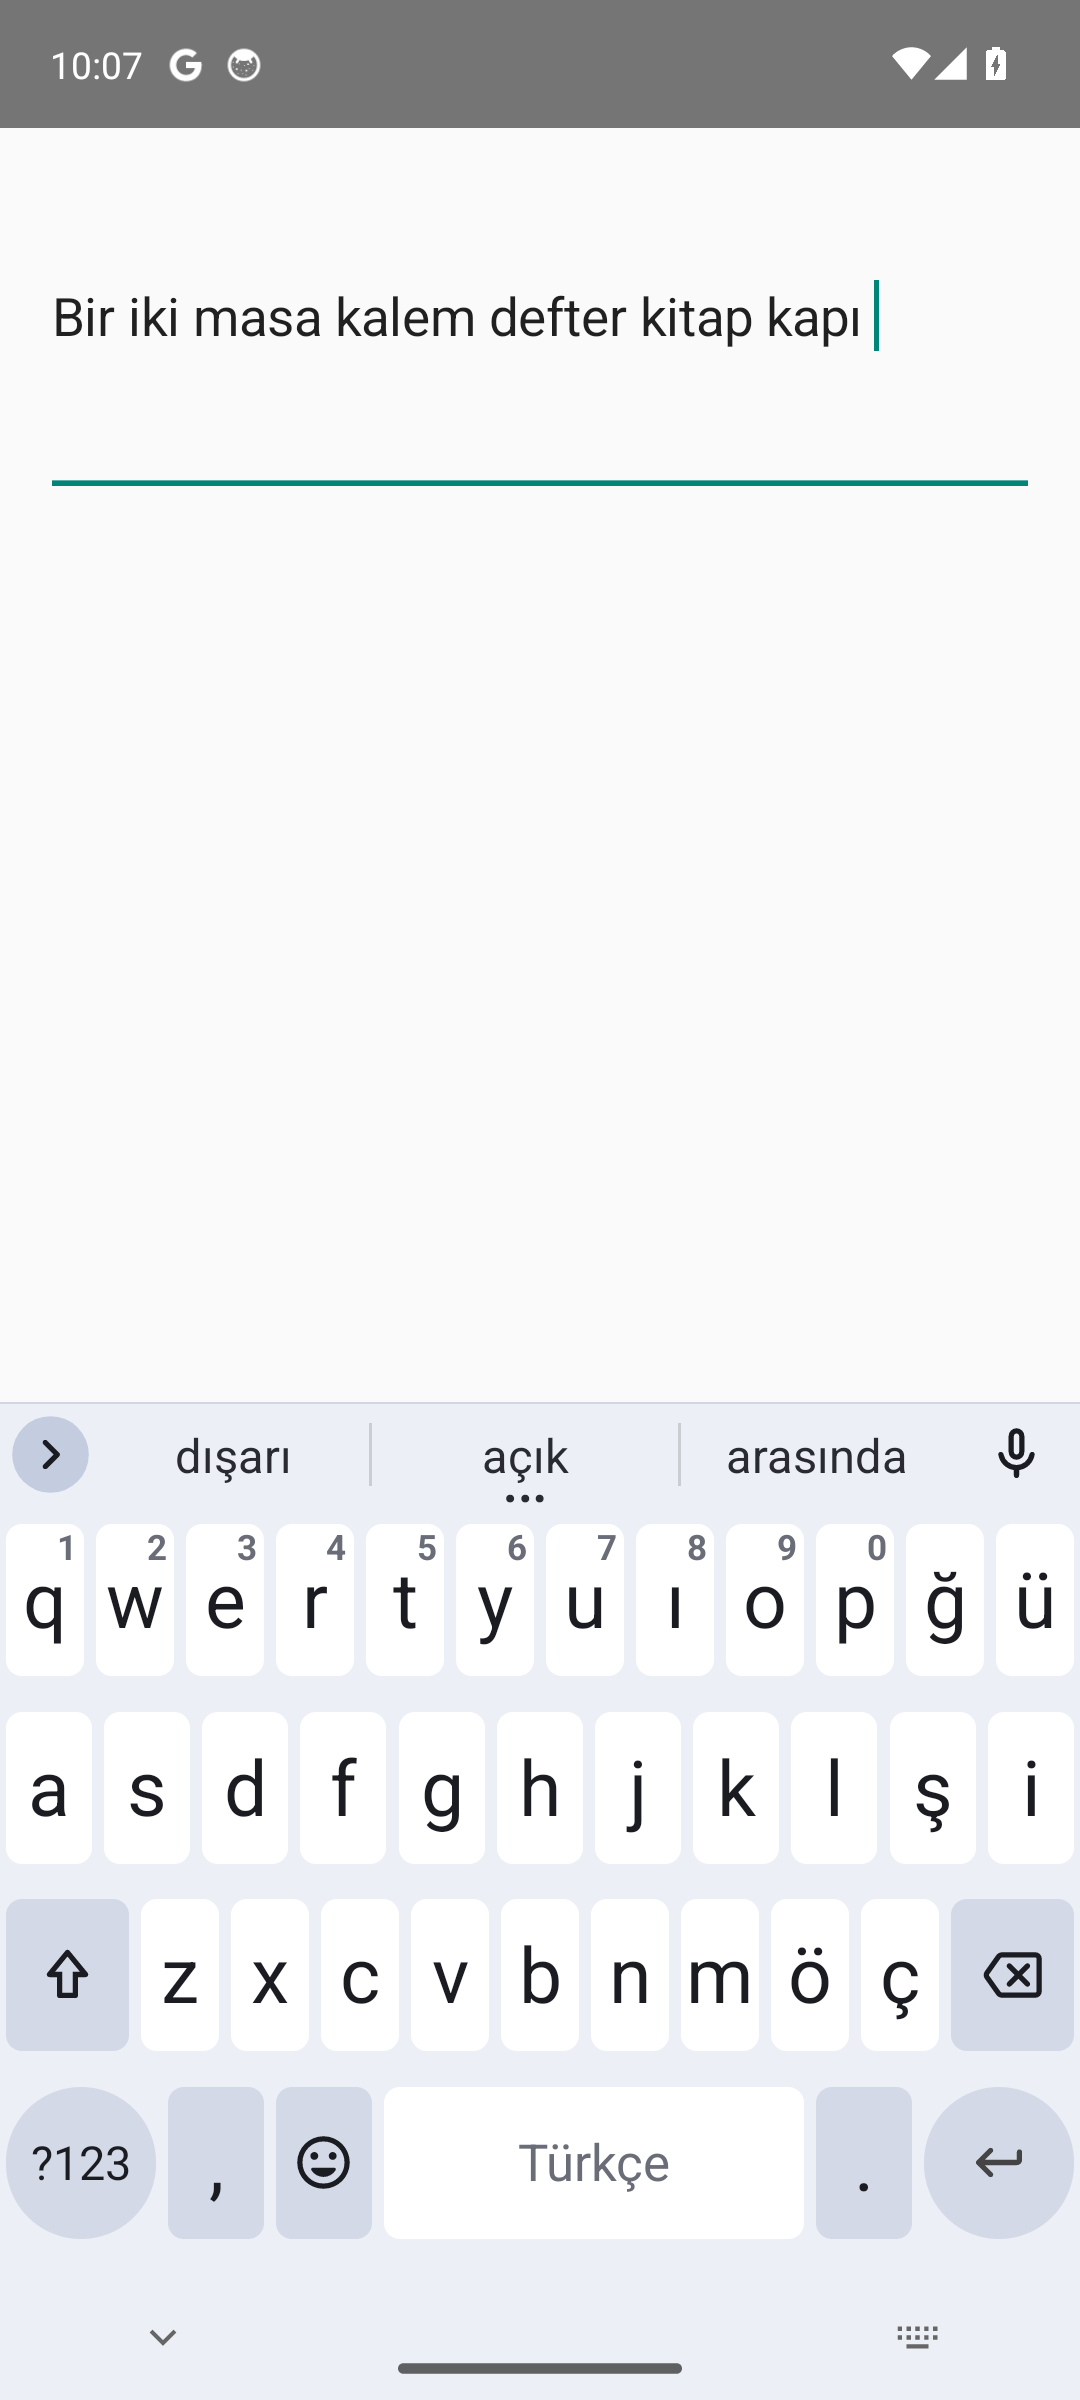 10:07
Bir iki masa kalem defter kitap kapı
dışarı açık arasında
1 2 3 4 5 6 7 8 9 0
q w e r t y u ı o p ğ ü
a s d f g h j k l ş i
z x c v b n m ö ç
?123 , Türkçe .